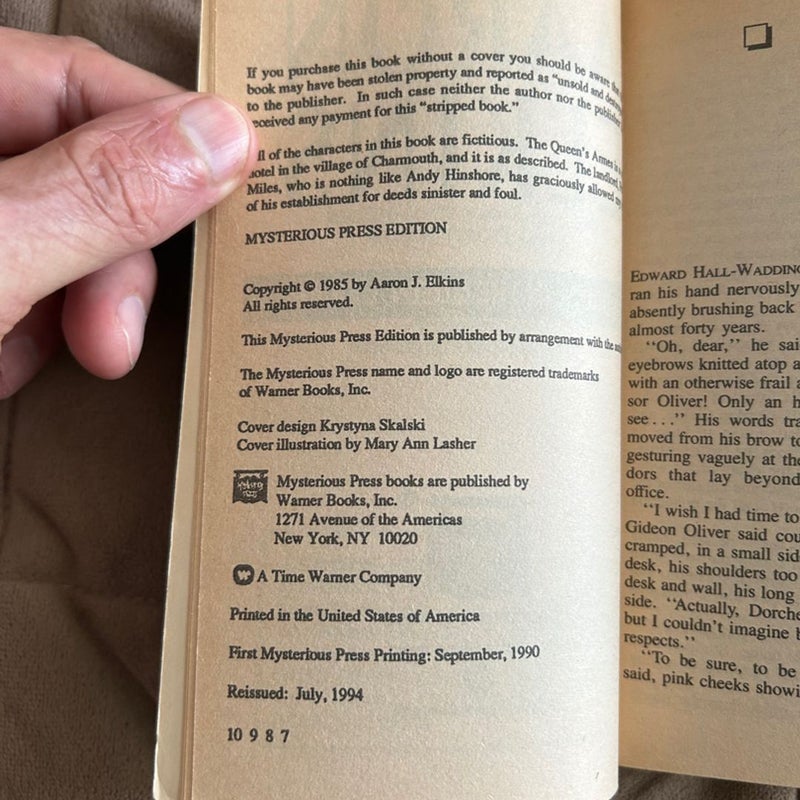 If you purchase this book without a cover you should be aware
book may have been stolen property and reported as "unsold and
to the publisher. In such case neither the author nor the publisher
received any payment for this "stripped book."
All of the characters in this book are fictitious. The Queen's Armes is
hotel in the village of Charmouth, and it is as described. The landlord,
Miles, who is nothing like Andy Hinshore, has graciously allowed
of his establishment for deeds sinister and foul.
MYSTERIOUS PRESS EDITION
Copyright © 1985 by Aaron J. Elkins
All rights reserved.
This Mysterious Press Edition is published by arrangement with the
The Mysterious Press name and logo are registered trademarks
of Warner Books, Inc.
Cover design Krystyna Skalski
Cover illustration by Mary Ann Lasher
Mysterious Press books are published by
Warner Books, Inc.
1271 Avenue of the Americas
New York, NY 10020
A Time Warner Company
Printed in the United States of America
First Mysterious Press Printing: September, 1990
Reissued: July, 1994
10 9 8 7
EDWARD HALL-WADDING
ran his hand nervously
absently brushing back
almost forty years.
"Oh, dear," he sai
eyebrows knitted atop a
with an otherwise frail a
sor Oliver! Only an h
see..." His words tra
moved from his brow to
gesturing vaguely at the
dors that lay beyond
office.
"I wish I had time to
Gideon Oliver said cou
cramped, in a small sid
desk, his shoulders too
desk and wall, his long
side. "Actually, Dorche
but I couldn't imagine b
respects."
"To be sure, to be
said, pink cheeks showi